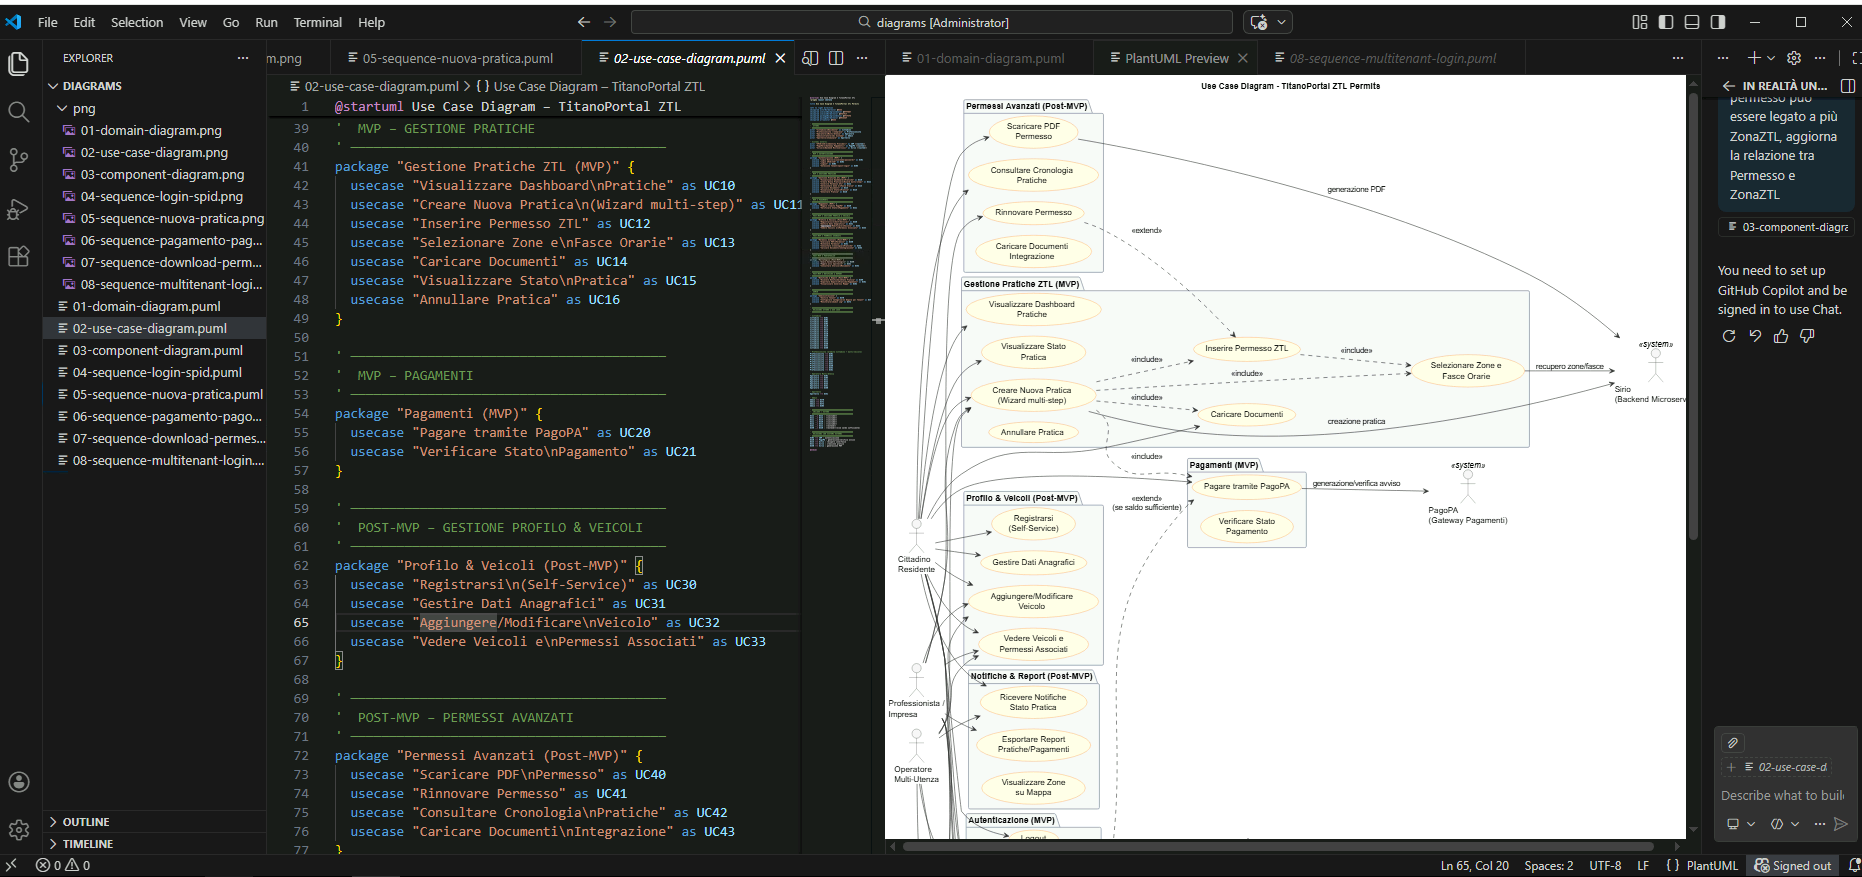 File Edit Selection View Go Run Terminal Help
diagrams [Administrator]
EXPLORER
DIAGRAMS
png
01-domain-diagram.png
02-use-case-diagram.png
03-component-diagram.png
04-sequence-login-spid.png
05-sequence-nuova-pratica.png
06-sequence-pagamento-pag...
07-sequence-download-perm...
08-sequence-multitenant-logi...
01-domain-diagram.puml
02-use-case-diagram.puml
03-component-diagram.puml
04-sequence-login-spid.puml
05-sequence-nuova-pratica.puml
06-sequence-pagamento-pago...
07-sequence-download-permes...
08-sequence-multitenant-login....
OUTLINE
TIMELINE
m.png
05-sequence-nuova-pratica.puml
02-use-case-diagram.puml
02-use-case-diagram.puml > {} Use Case Diagram – TitanoPortal ZTL
1 @startuml Use Case Diagram – TitanoPortal ZTL
39 ' MVP – GESTIONE PRATICHE
40 '
41 package "Gestione Pratiche ZTL (MVP)" {
42 usecase "Visualizzare Dashboard\nPratiche" as UC10
43 usecase "Creare Nuova Pratica\n(Wizard multi-step)" as UC11
44 usecase "Inserire Permesso ZTL" as UC12
45 usecase "Selezionare Zone e\nFasce Orarie" as UC13
46 usecase "Caricare Documenti" as UC14
47 usecase "Visualizzare Stato\nPratica" as UC15
48 usecase "Annullare Pratica" as UC16
49 }
50
51 '
52 ' MVP – PAGAMENTI
53 '
54 package "Pagamenti (MVP)" {
55 usecase "Pagare tramite PagoPA" as UC20
56 usecase "Verificare Stato\nPagamento" as UC21
57 }
58
59 '
60 ' POST-MVP – GESTIONE PROFILO & VEICOLI
61 '
62 package "Profilo & Veicoli (Post-MVP)" {
63 usecase "Registrarsi\n(Self-Service)" as UC30
64 usecase "Gestire Dati Anagrafici" as UC31
65 usecase "Aggiungere/Modificare\nVeicolo" as UC32
66 usecase "Vedere Veicoli e\nPermessi Associati" as UC33
67 }
68
69 '
70 ' POST-MVP – PERMESSI AVANZATI
71 '
72 package "Permessi Avanzati (Post-MVP)" {
73 usecase "Scaricare PDF\nPermesso" as UC40
74 usecase "Rinnovare Permesso" as UC41
75 usecase "Consultare Cronologia\nPratiche" as UC42
76 usecase "Caricare Documenti\nIntegrazione" as UC43
77 }
01-domain-diagram.puml
PlantUML Preview
08-sequence-multitenant-login.puml
Use Case Diagram - TitanoPortal ZTL Permits
Permessi Avanzati (Post-MVP)
Scaricare PDF
Permesso
Consultare Cronologia
Pratiche
Rinnovare Permesso
Caricare Documenti
Integrazione
generazione PDF
«extend»
Gestione Pratiche ZTL (MVP)
Visualizzare Dashboard
Pratiche
Visualizzare Stato
Pratica
Creare Nuova Pratica
(Wizard multi-step)
Annullare Pratica
Inserire Permesso ZTL
«include»
«include»
«include»
«include»
Selezionare Zone e
Fasce Orarie
Caricare Documenti
recupero zone/fasce
creazione pratica
«system»
Sirio
(Backend Microserv
«include»
Pagamenti (MVP)
Pagare tramite PagoPA
Verificare Stato
Pagamento
generazione/verifica avviso
«system»
PagoPA
(Gateway Pagamenti)
«extend»
(se saldo sufficiente)
Profilo & Veicoli (Post-MVP)
Registrarsi
(Self-Service)
Gestire Dati Anagrafici
Aggiungere/Modificare
Veicolo
Vedere Veicoli e
Permessi Associati
Cittadino
Residente
Professionista /
Impresa
Operatore
Multi-Utenza
Notifiche & Report (Post-MVP)
Ricevere Notifiche
Stato Pratica
Esportare Report
Pratiche/Pagamenti
Visualizzare Zone
su Mappa
Autenticazione (MVP)
Logout
IN REALTÀ UN...
permesso può
essere legato a più
ZonaZTL, aggiorna
la relazione tra
Permesso e
ZonaZTL
03-component-diagra
You need to set up
GitHub Copilot and be
signed in to use Chat.
02-use-case-d
Describe what to buil
0 0
Ln 65, Col 20 Spaces: 2 UTF-8 LF {} PlantUML Signed out